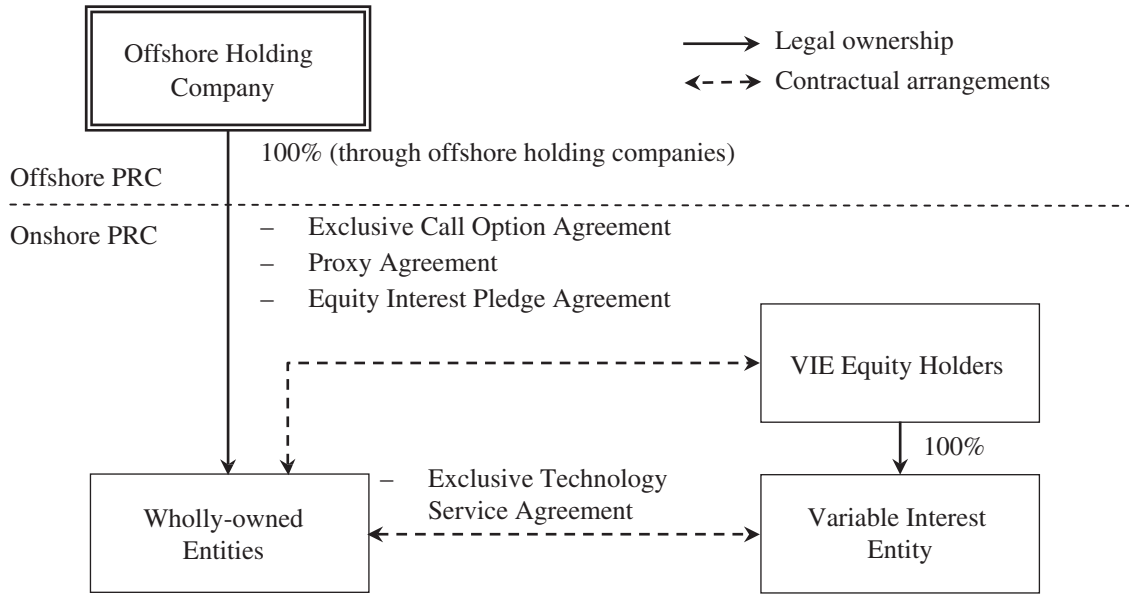 Offshore Holding
Company
Legal ownership
Contractual arrangements
100% (through offshore holding companies)
Offshore PRC
Onshore PRC
– Exclusive Call Option Agreement
– Proxy Agreement
– Equity Interest Pledge Agreement
VIE Equity Holders
100%
– Exclusive Technology
Service Agreement
Wholly-owned
Entities
Variable Interest
Entity